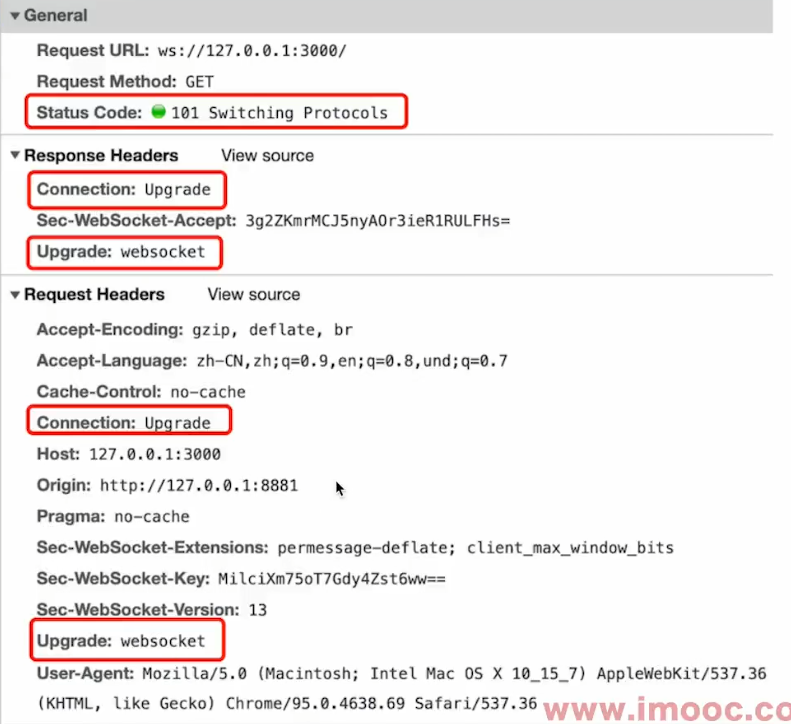 General
Request URL: ws://127.0.0.1:3000/
Request Method: GET
Status Code: 101 Switching Protocols
Response Headers View source
Connection: Upgrade
Sec-WebSocket-Accept: 3g2ZKmrMCJ5nyAOr3ieR1RULFHs=
Upgrade: websocket
Request Headers View source
Accept-Encoding: gzip, deflate, br
Accept-Language: zh-CN,zh;q=0.9,en;q=0.8,und;q=0.7
Cache-Control: no-cache
Connection: Upgrade
Host: 127.0.0.1:3000
Origin: http://127.0.0.1:8881
Pragma: no-cache
Sec-WebSocket-Extensions: permessage-deflate; client_max_window_bits
Sec-WebSocket-Key: MilciXm75oT7Gdy4Zst6ww==
Sec-WebSocket-Version: 13
Upgrade: websocket
User-Agent: Mozilla/5.0 (Macintosh; Intel Mac OS X 10_15_7) AppleWebKit/537.36
(KHTML, like Gecko) Chrome/95.0.4638.69 Safari/537.36
www.imooc.co